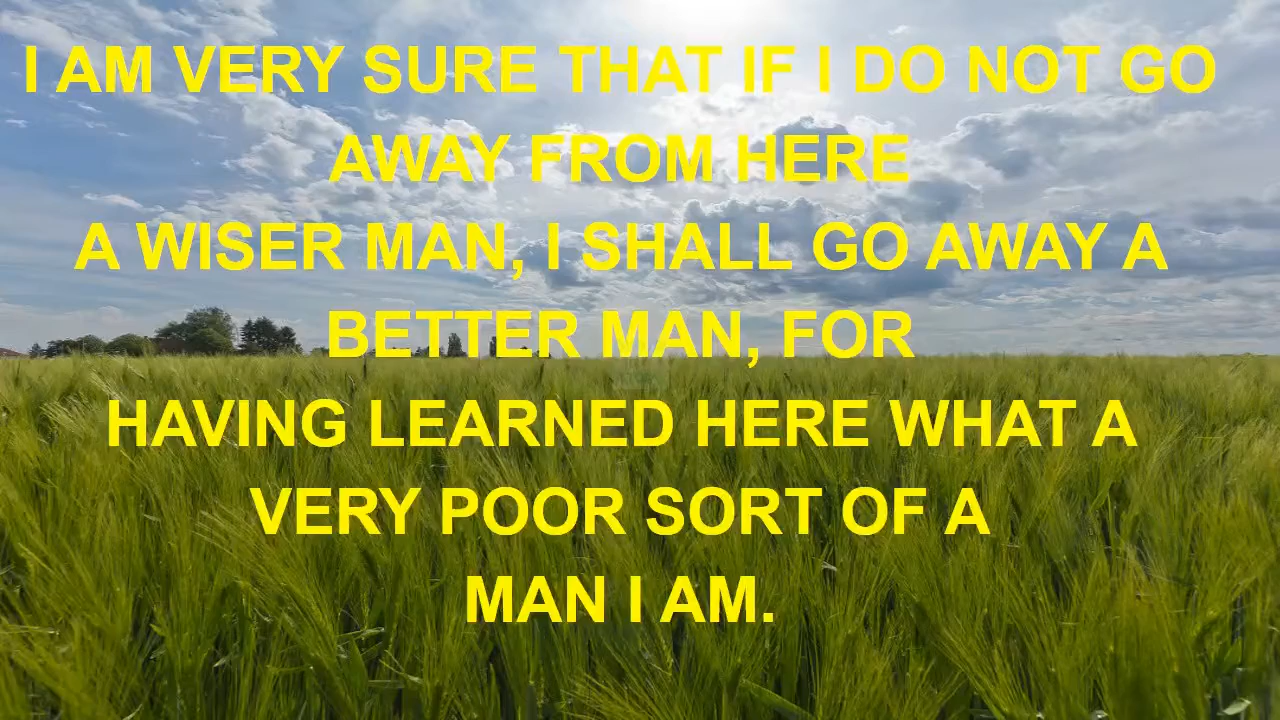 I AM VERY SURE THAT IF I DO NOT GO
AWAY FROM HERE
A WISER MAN, I SHALL GO AWAY A
BETTER MAN, FOR
HAVING LEARNED HERE WHAT A
VERY POOR SORT OF A
MAN I AM.